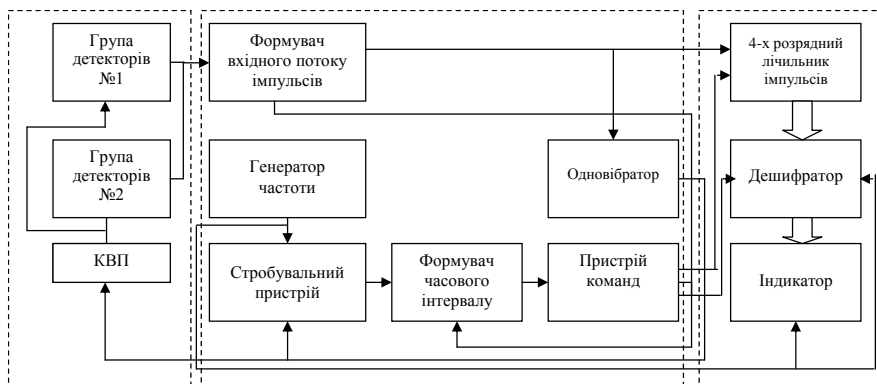 Група
детекторів
№1
Формувач
вхідного потоку
імпульсів
4-х розрядний
лічильник
імпульсів
Група
детекторів
№2
Генератор
частоти
Одновібратор
Дешифратор
КВП
Стробувальний
пристрій
Формувач
часового
інтервалу
Пристрій
команд
Індикатор